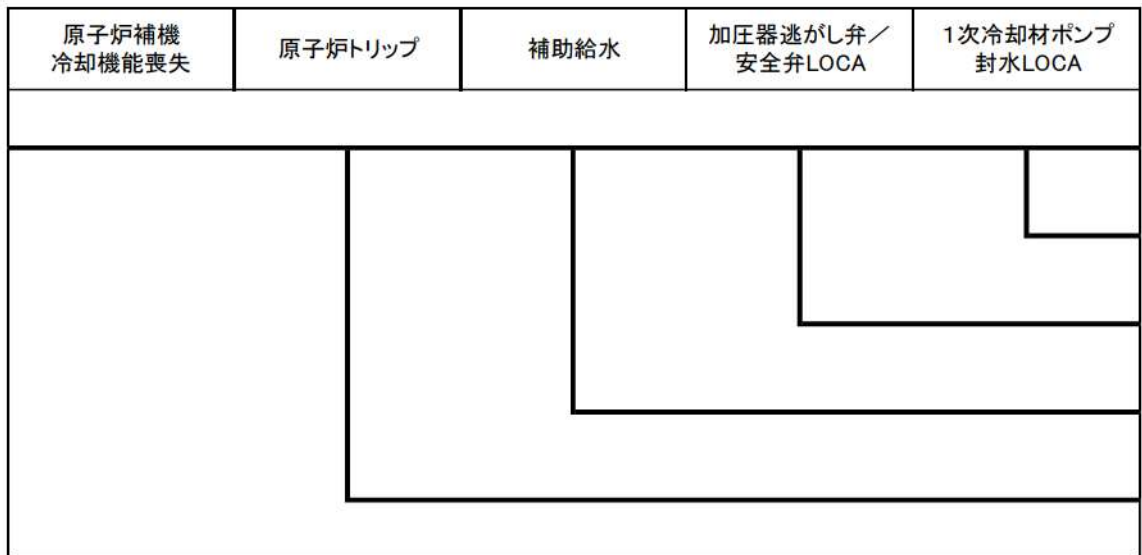 原子炉補機
冷却機能喪失
原子炉トリップ
補助給水
加圧器逃がし弁／
安全弁LOCA
1次冷却材ポンプ
封水LOCA